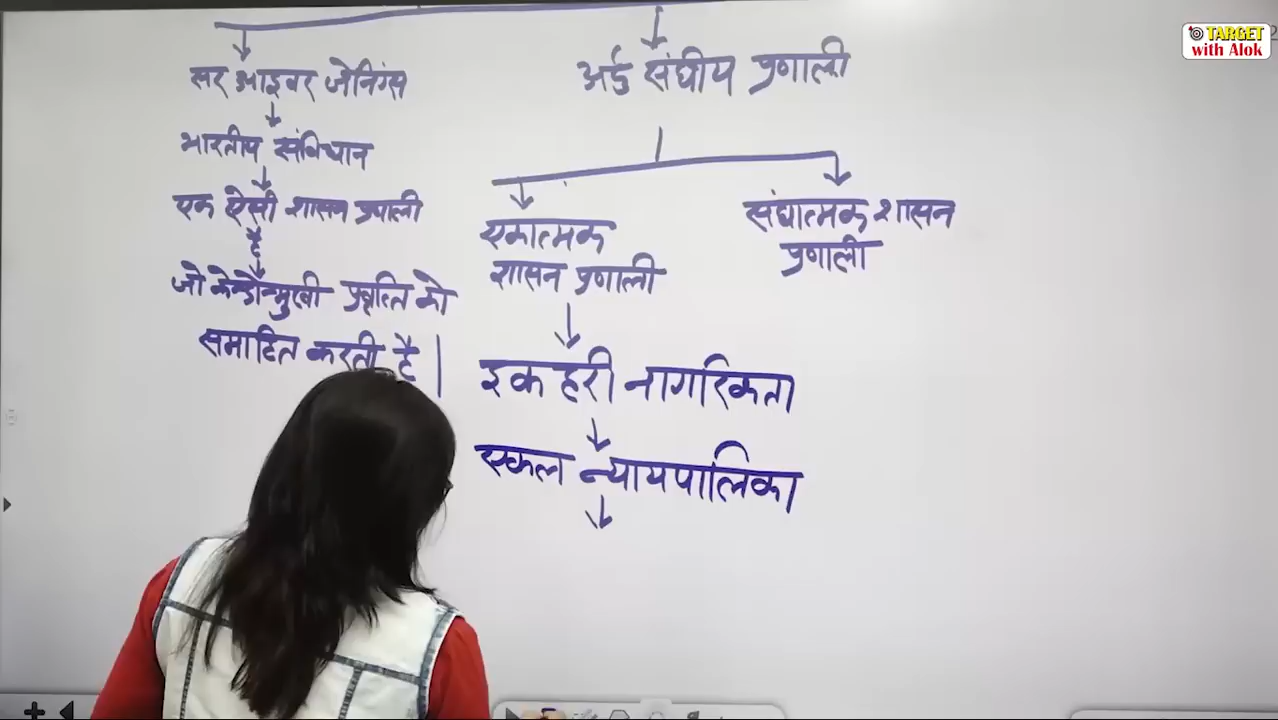 TARGET
with Alok
सर आइवर जेनिंग्स
भारतीय संविधान
एक ऐसी शासन प्रणाली
है
जो केन्द्रोन्मुखी प्रवृत्ति को
समाहित करती है |
अर्द्ध संघीय प्रणाली
एकात्मक
शासन प्रणाली
इकहरी नागरिकता
एकल न्यायपालिका
संघात्मक शासन
प्रणाली